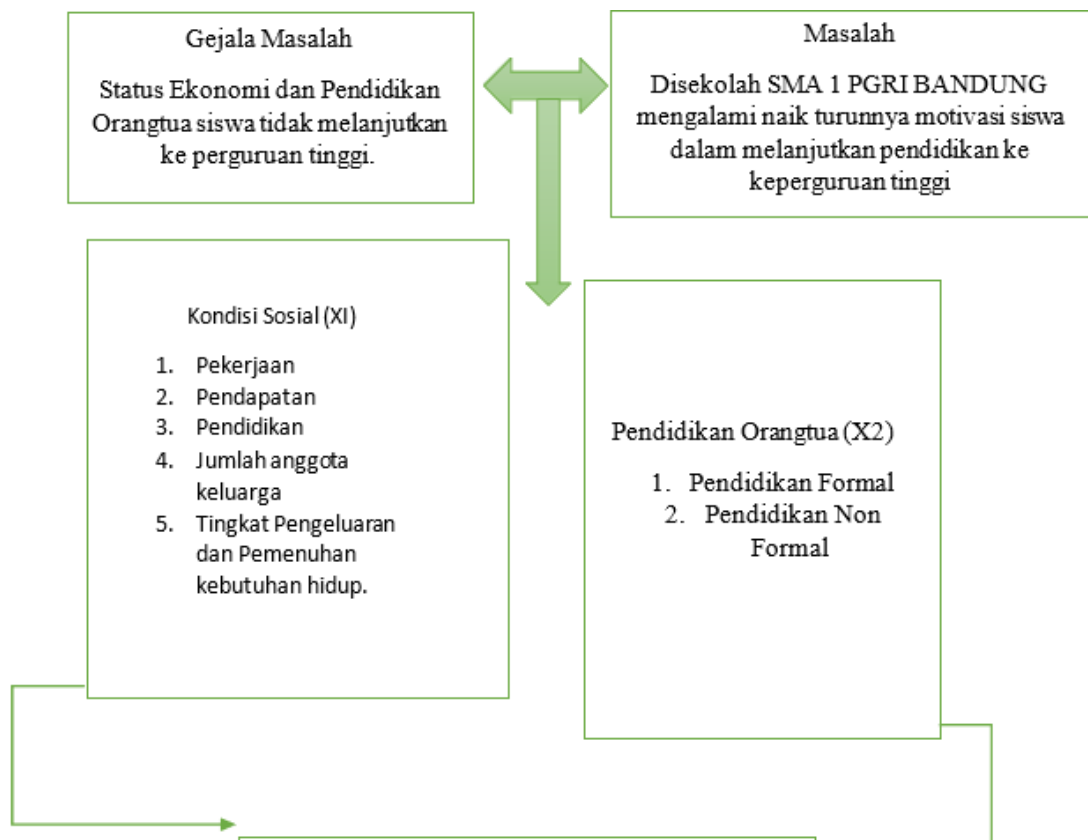 Gejala Masalah
Status Ekonomi dan Pendidikan
Orangtua siswa tidak melanjutkan
ke perguruan tinggi.
Masalah
Disekolah SMA 1 PGRI BANDUNG
mengalami naik turunnya motivasi siswa
dalam melanjutkan pendidikan ke
keperguruan tinggi
Kondisi Sosial (XI)
1. Pekerjaan
2. Pendapatan
3. Pendidikan
4. Jumlah anggota
keluarga
5. Tingkat Pengeluaran
dan Pemenuhan
kebutuhan hidup.
Pendidikan Orangtua (X2)
1. Pendidikan Formal
2. Pendidikan Non
Formal